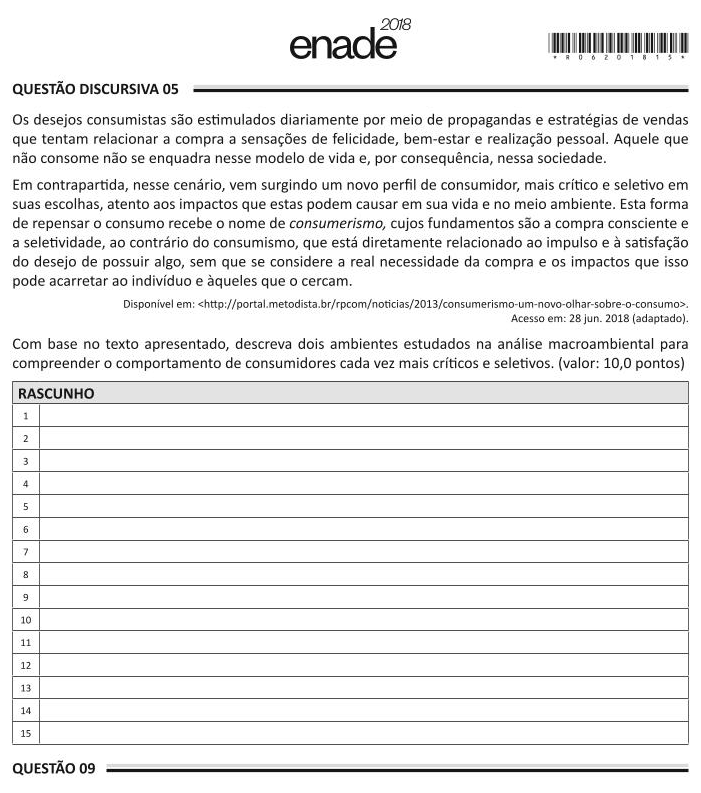 enade 2018
*R06201815*
QUESTÃO DISCURSIVA 05
Os desejos consumistas são estimulados diariamente por meio de propagandas e estratégias de vendas
que tentam relacionar a compra a sensações de felicidade, bem-estar e realização pessoal. Aquele que
não consome não se enquadra nesse modelo de vida e, por consequência, nessa sociedade.
Em contrapartida, nesse cenário, vem surgindo um novo perfil de consumidor, mais crítico e seletivo em
suas escolhas, atento aos impactos que estas podem causar em sua vida e no meio ambiente. Esta forma
de repensar o consumo recebe o nome de consumerismo, cujos fundamentos são a compra consciente e
a seletividade, ao contrário do consumismo, que está diretamente relacionado ao impulso e à satisfação
do desejo de possuir algo, sem que se considere a real necessidade da compra e os impactos que isso
pode acarretar ao indivíduo e àqueles que o cercam.
Disponível em: <http://portal.metodista.br/rpcom/noticias/2013/consumerismo-um-novo-olhar-sobre-o-consumo>.
Acesso em: 28 jun. 2018 (adaptado).
Com base no texto apresentado, descreva dois ambientes estudados na análise macroambiental para
compreender o comportamento de consumidores cada vez mais críticos e seletivos. (valor: 10,0 pontos)
RASCUNHO
1
2
3
4
5
6
7
8
9
10
11
12
13
14
15
QUESTÃO 09